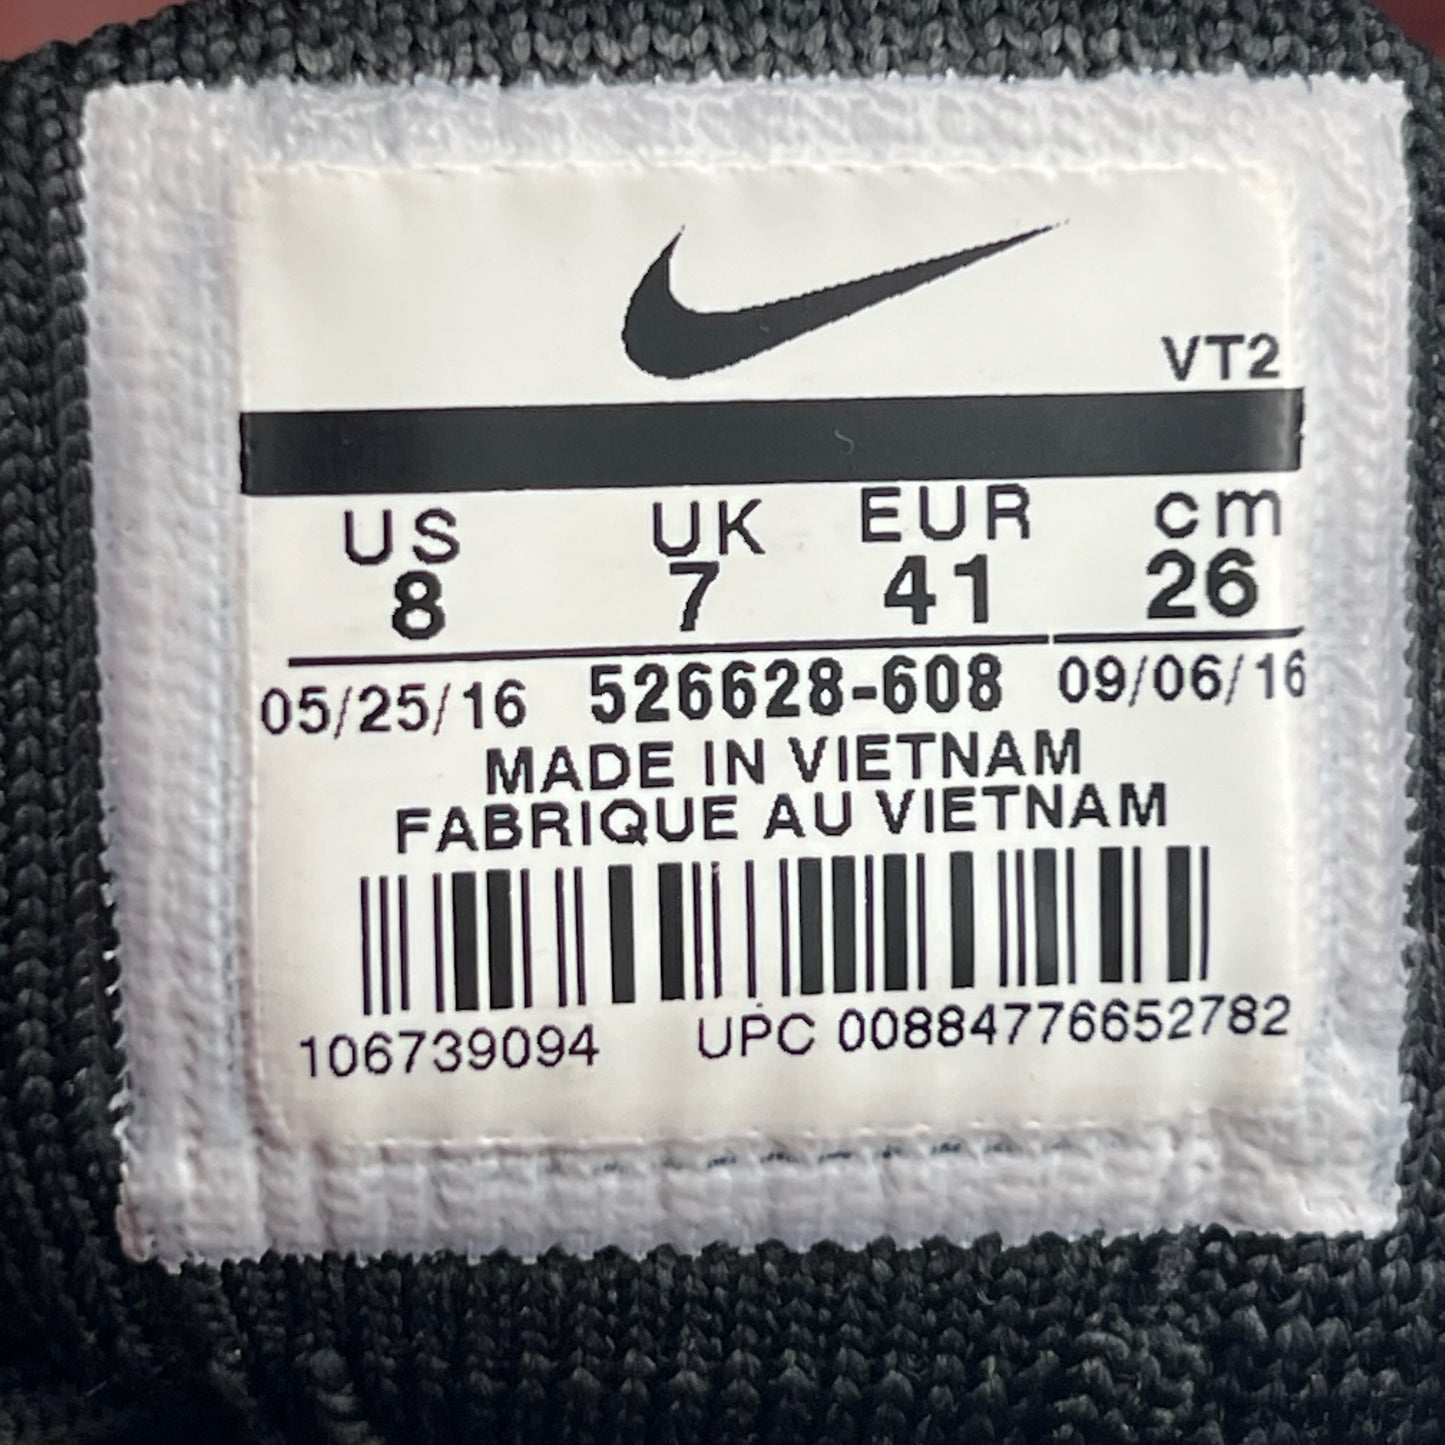 VT2
US UK EUR cm
8 7 41 26
05/25/16 526628-608 09/06/16
MADE IN VIETNAM
FABRIQUE AU VIETNAM
106739094 UPC 00884776652782